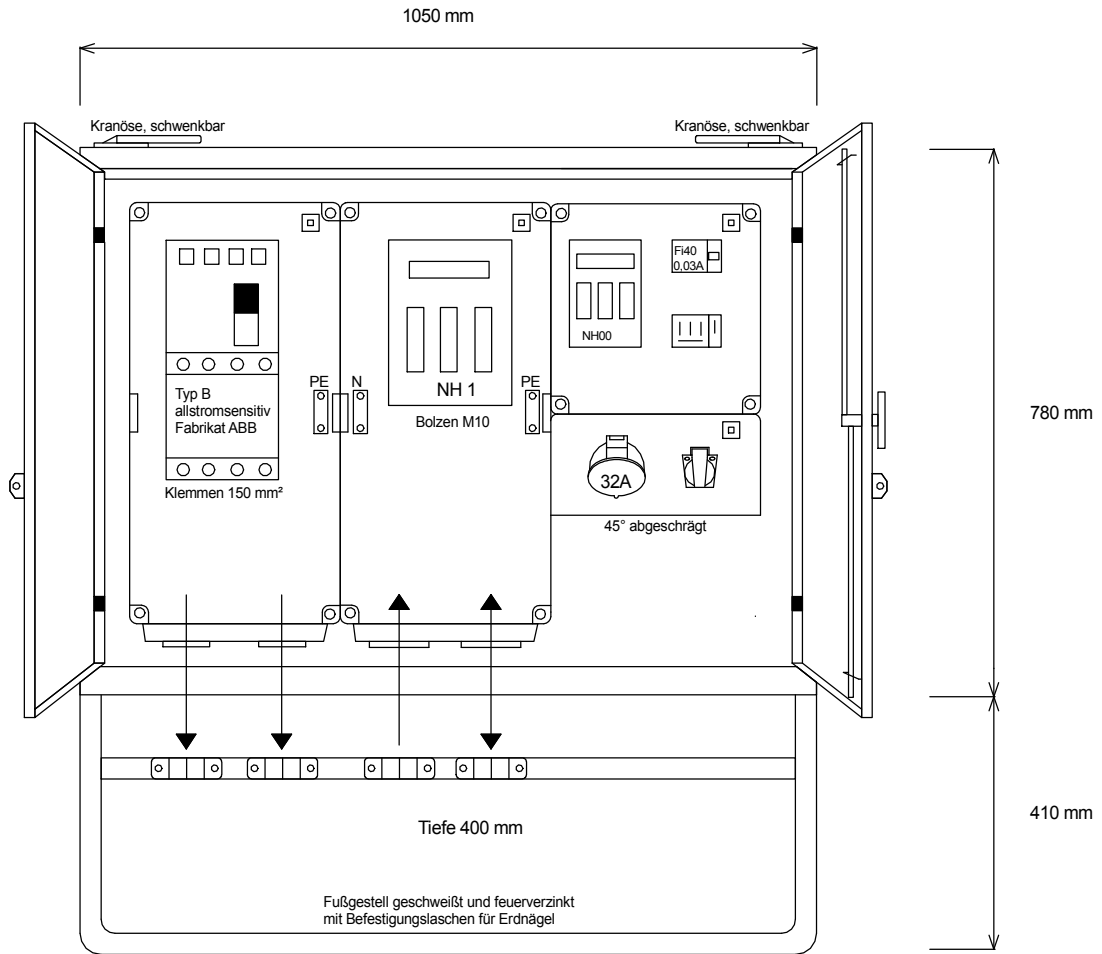 1050 mm
Kranöse, schwenkbar
Kranöse, schwenkbar
Fi40
0,03A
NH00
PE
N
PE
Typ B
allstromsensitiv
Fabrikat ABB
NH 1
Bolzen M10
780 mm
32A
Klemmen 150 mm²
45° abgeschrägt
Tiefe 400 mm
410 mm
Fußgestell geschweißt und feuerverzinkt
mit Befestigungslaschen für Erdnägel